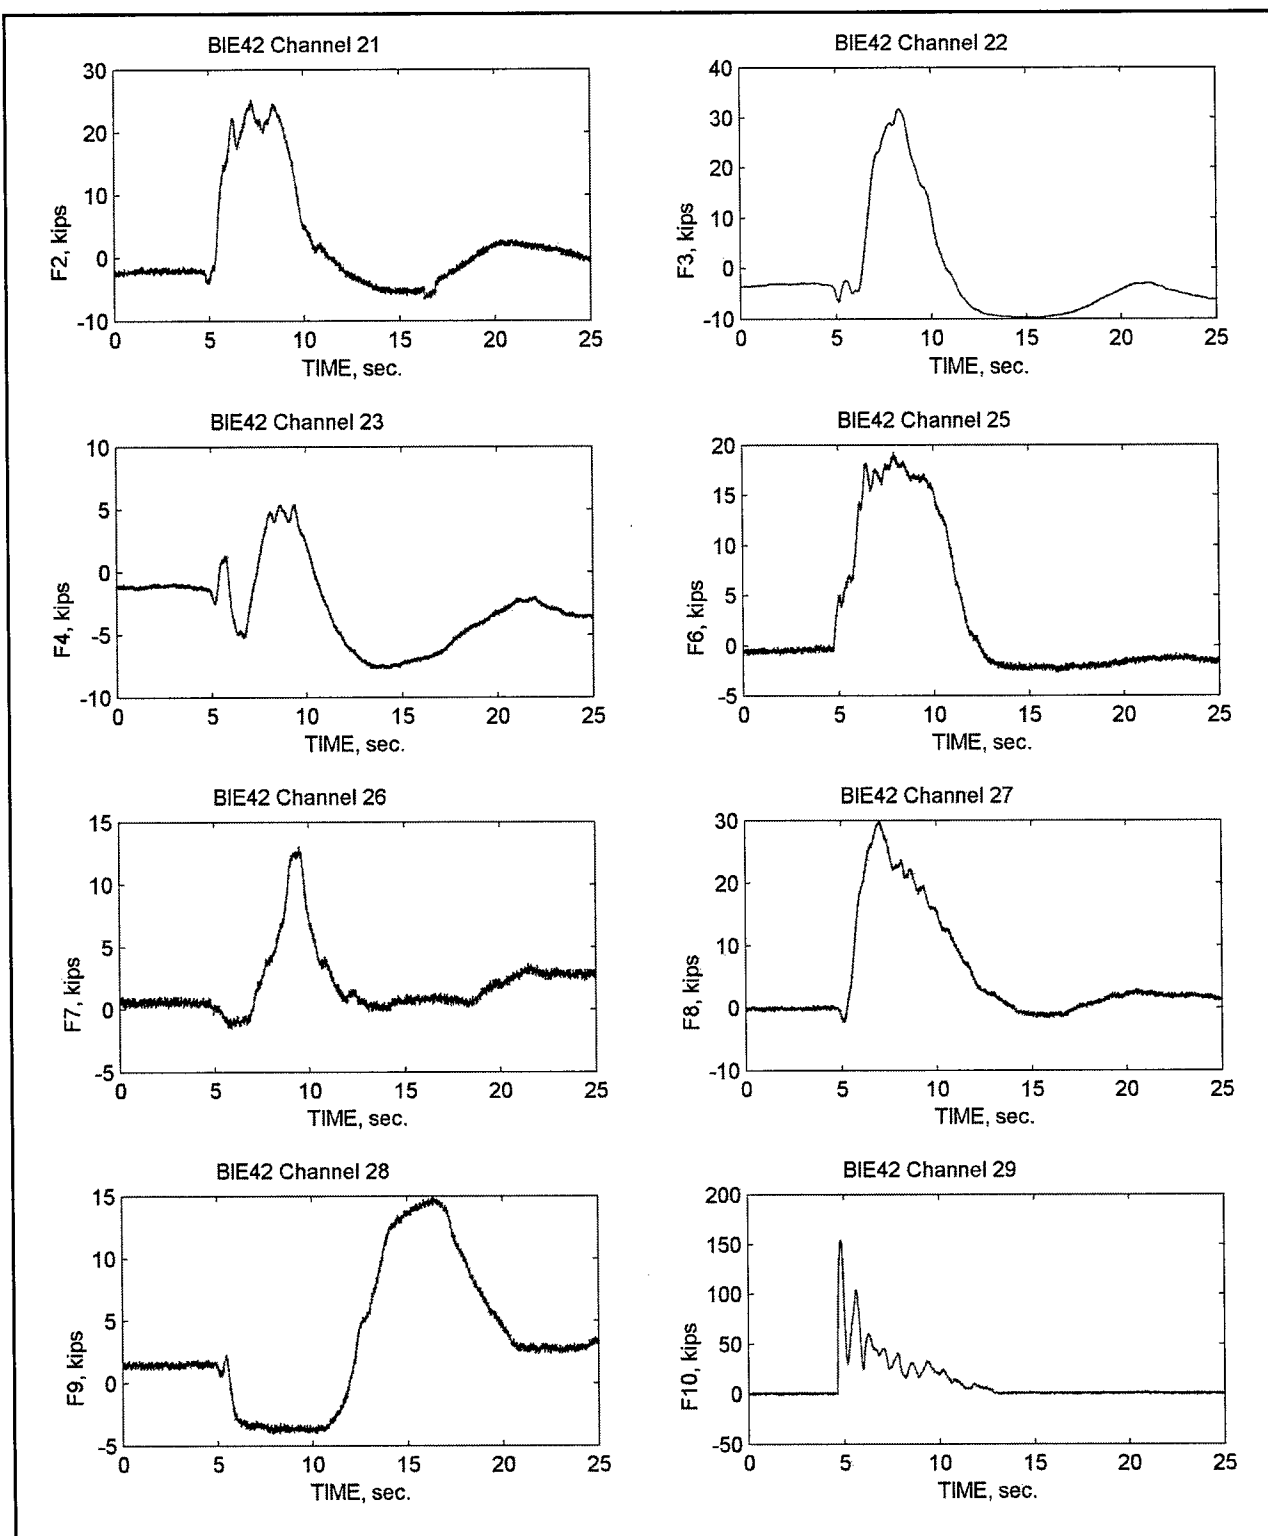 BIE42 Channel 21
30
20
10
0
-10
F2, kips
0 5 10 15 20 25
TIME, sec.
BIE42 Channel 22
40
30
20
10
0
-10
F3, kips
0 5 10 15 20 25
TIME, sec.
BIE42 Channel 23
10
5
0
-5
-10
F4, kips
0 5 10 15 20 25
TIME, sec.
BIE42 Channel 25
20
15
10
5
0
-5
F6, kips
0 5 10 15 20 25
TIME, sec.
BIE42 Channel 26
15
10
5
0
-5
F7, kips
0 5 10 15 20 25
TIME, sec.
BIE42 Channel 27
30
20
10
0
-10
F8, kips
0 5 10 15 20 25
TIME, sec.
BIE42 Channel 28
15
10
5
0
-5
F9, kips
0 5 10 15 20 25
TIME, sec.
BIE42 Channel 29
200
150
100
50
0
-50
F10, kips
0 5 10 15 20 25
TIME, sec.